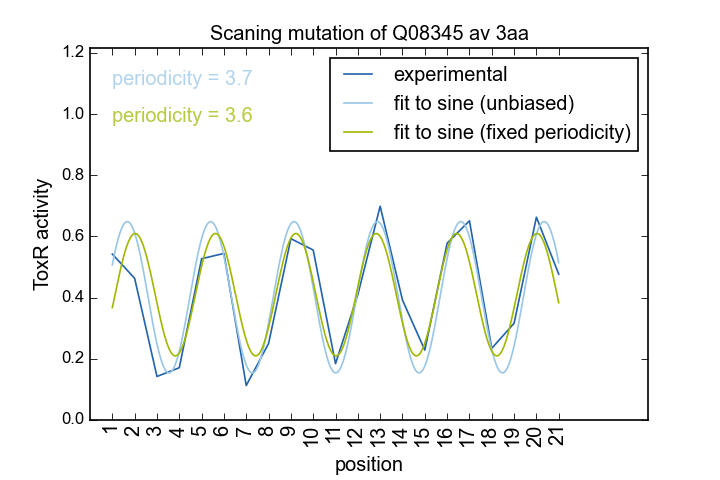 Scaning mutation of Q08345 av 3aa
periodicity = 3.7
periodicity = 3.6
experimental
fit to sine (unbiased)
fit to sine (fixed periodicity)
ToxR activity
1.2
1.0
0.8
0.6
0.4
0.2
0.0
1 2 3 4 5 6 7 8 9 10 11 12 13 14 15 16 17 18 19 20 21
position